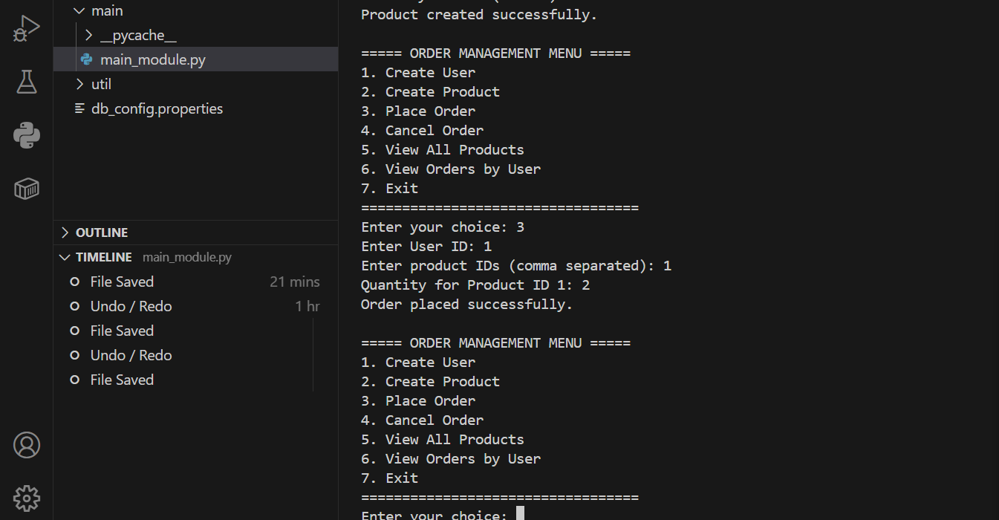 main
__pycache__
main_module.py
util
db_config.properties
OUTLINE
TIMELINE main_module.py
File Saved 21 mins
Undo / Redo 1 hr
File Saved
Undo / Redo
File Saved
Product created successfully.
===== ORDER MANAGEMENT MENU =====
1. Create User
2. Create Product
3. Place Order
4. Cancel Order
5. View All Products
6. View Orders by User
7. Exit
==================================
Enter your choice: 3
Enter User ID: 1
Enter product IDs (comma separated): 1
Quantity for Product ID 1: 2
Order placed successfully.
===== ORDER MANAGEMENT MENU =====
1. Create User
2. Create Product
3. Place Order
4. Cancel Order
5. View All Products
6. View Orders by User
7. Exit
==================================
Enter your choice: